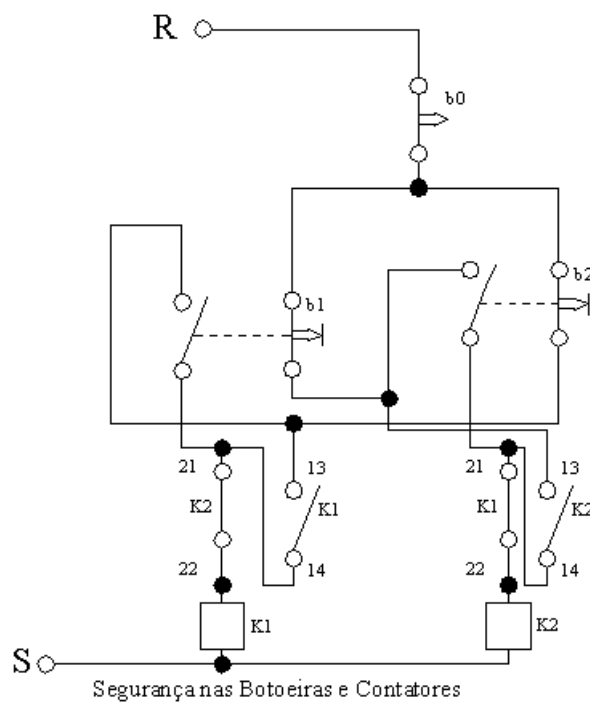 R
b0
b1
b2
21
13
21
13
K2
K1
K1
K2
22
14
22
14
K1
K2
S
Segurança nas Botoeiras e Contatores